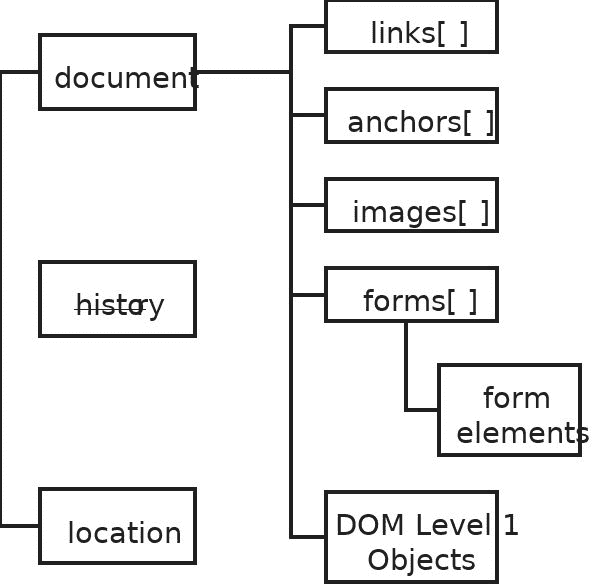 links[ ]
document
anchors[ ]
images[ ]
history
forms[ ]
form
elements
location
DOM Level 1
Objects